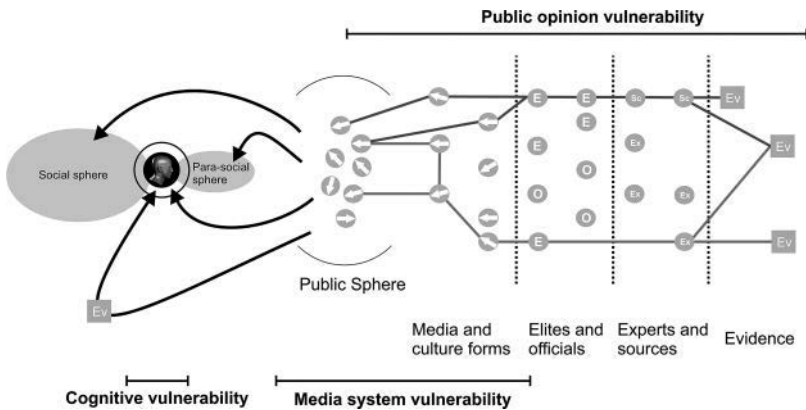 Public opinion vulnerability
E
E
Sc
Sc
Ev
E
E
Ex
Ev
Social sphere
Para-social
sphere
O
O
Ex
Ex
O
E
Ex
Ev
Public Sphere
Ev
Media and
culture forms
Elites and
officials
Experts and
sources
Evidence
Cognitive vulnerability
Media system vulnerability